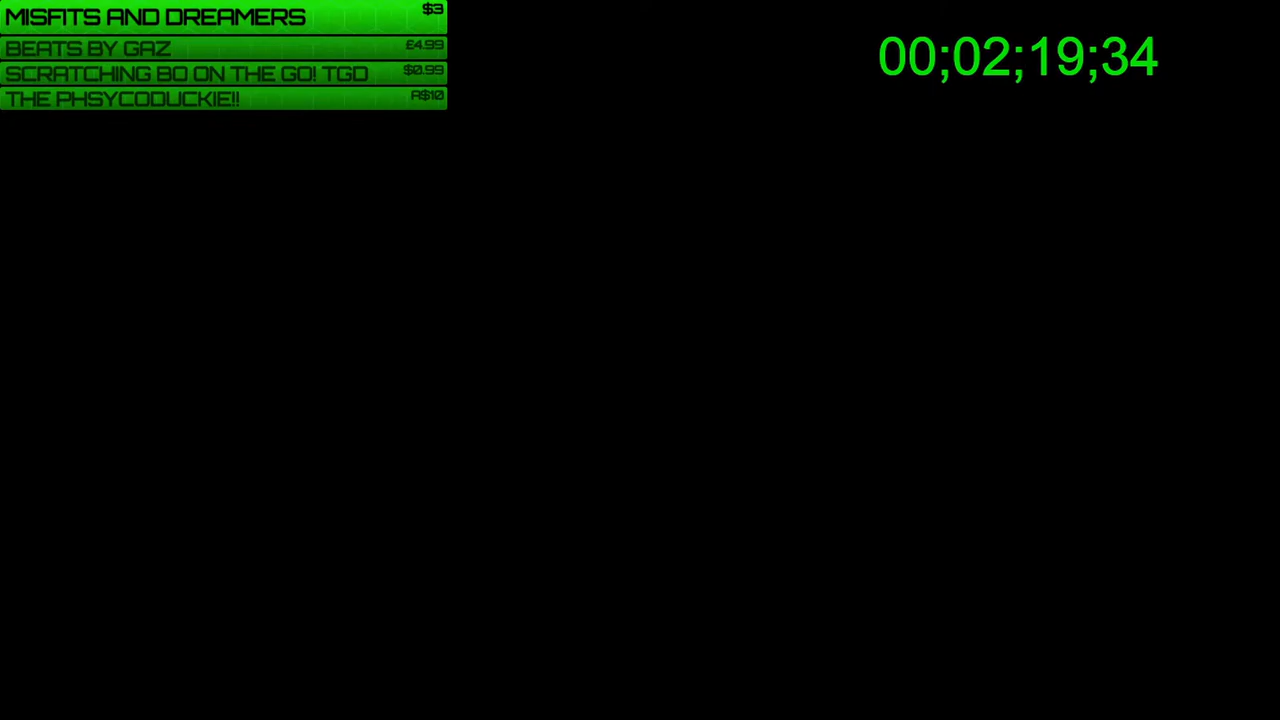 MISFITS AND DREAMERS $3
BEATS BY GAZ £4.99
SCRATCHING BO ON THE GO! TGD $0.99
THE PHSYCODUCKIE!! A$10
00;02;19;34